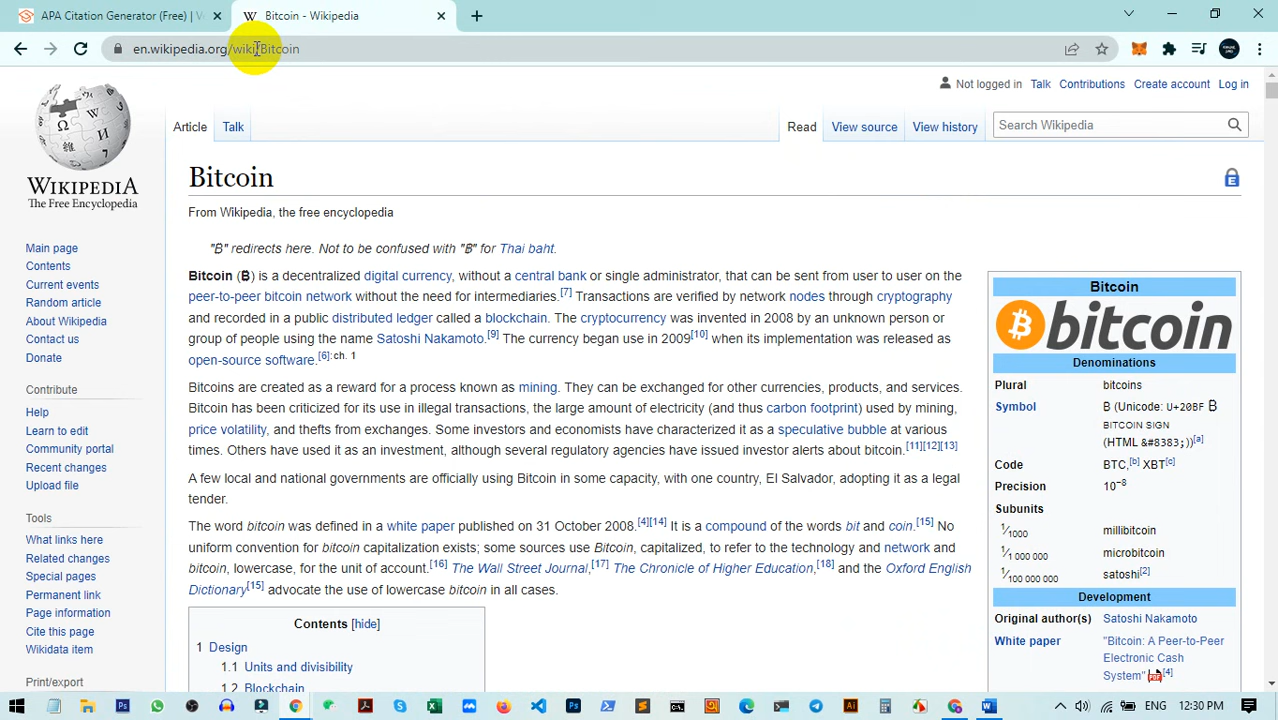 APA Citation Generator (Free) | V
Bitcoin - Wikipedia
en.wikipedia.org/wiki/Bitcoin
Not logged in Talk Contributions Create account Log in
Article Talk Read View source View history Search Wikipedia
WIKIPEDIA
The Free Encyclopedia
Main page
Contents
Current events
Random article
About Wikipedia
Contact us
Donate
Contribute
Help
Learn to edit
Community portal
Recent changes
Upload file
Tools
What links here
Related changes
Special pages
Permanent link
Page information
Cite this page
Wikidata item
Print/export
Bitcoin
From Wikipedia, the free encyclopedia
"₿" redirects here. Not to be confused with "฿" for Thai baht.
Bitcoin (₿) is a decentralized digital currency, without a central bank or single administrator, that can be sent from user to user on the
peer-to-peer bitcoin network without the need for intermediaries.[7] Transactions are verified by network nodes through cryptography
and recorded in a public distributed ledger called a blockchain. The cryptocurrency was invented in 2008 by an unknown person or
group of people using the name Satoshi Nakamoto.[9] The currency began use in 2009[10] when its implementation was released as
open-source software.[6]:ch. 1
Bitcoins are created as a reward for a process known as mining. They can be exchanged for other currencies, products, and services.
Bitcoin has been criticized for its use in illegal transactions, the large amount of electricity (and thus carbon footprint) used by mining,
price volatility, and thefts from exchanges. Some investors and economists have characterized it as a speculative bubble at various
times. Others have used it as an investment, although several regulatory agencies have issued investor alerts about bitcoin.[11][12][13]
A few local and national governments are officially using Bitcoin in some capacity, with one country, El Salvador, adopting it as a legal
tender.
The word bitcoin was defined in a white paper published on 31 October 2008.[4][14] It is a compound of the words bit and coin.[15] No
uniform convention for bitcoin capitalization exists; some sources use Bitcoin, capitalized, to refer to the technology and network and
bitcoin, lowercase, for the unit of account.[16] The Wall Street Journal,[17] The Chronicle of Higher Education,[18] and the Oxford English
Dictionary[15] advocate the use of lowercase bitcoin in all cases.
Contents [hide]
1 Design
1.1 Units and divisibility
1.2 Blockchain
Bitcoin
bitcoin
Denominations
Plural bitcoins
Symbol ₿ (Unicode: U+20BF ₿
BITCOIN SIGN
(HTML &#8383;))[a]
Code BTC,[b] XBT[c]
Precision 10−8
Subunits
1⁄1000 millibitcoin
1⁄1 000 000 microbitcoin
1⁄100 000 000 satoshi[2]
Development
Original author(s) Satoshi Nakamoto
White paper "Bitcoin: A Peer-to-Peer
Electronic Cash
System" [4]
ENG 12:30 PM